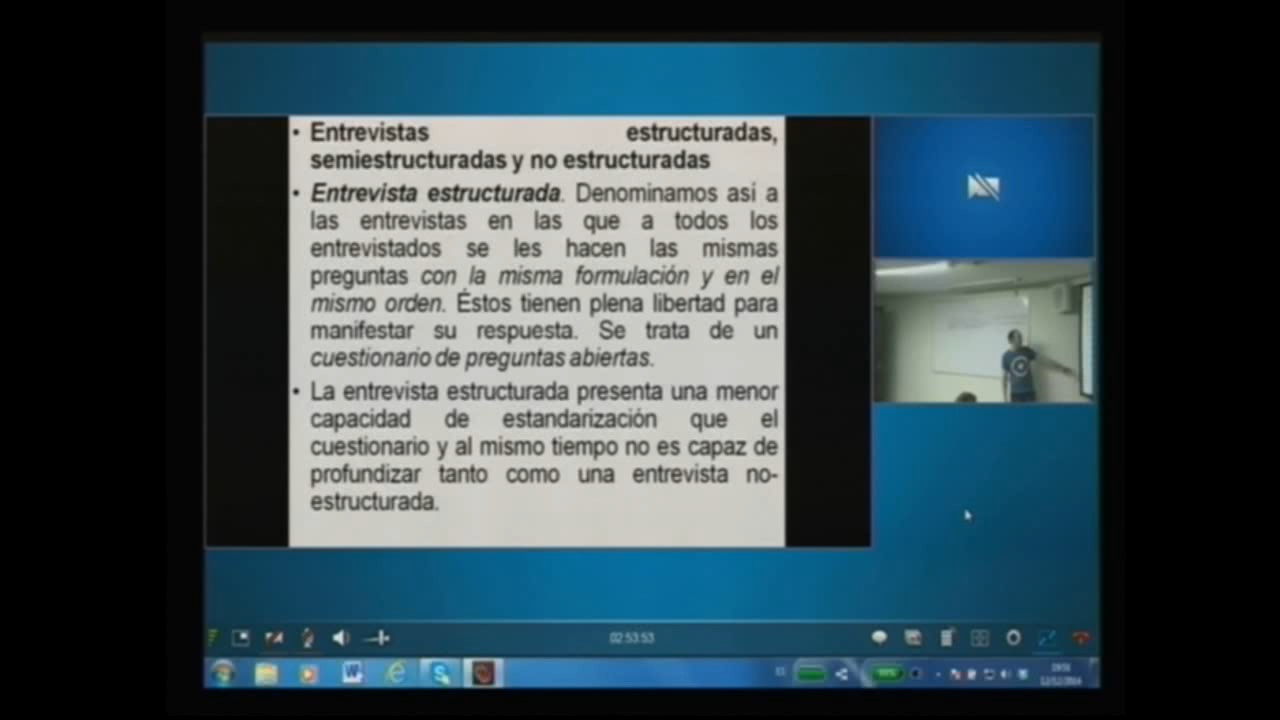 • Entrevistas estructuradas,
semiestructuradas y no estructuradas
• Entrevista estructurada. Denominamos así a
las entrevistas en las que a todos los
entrevistados se les hacen las mismas
preguntas con la misma formulación y en el
mismo orden. Éstos tienen plena libertad para
manifestar su respuesta. Se trata de un
cuestionario de preguntas abiertas.
• La entrevista estructurada presenta una menor
capacidad de estandarización que el
cuestionario y al mismo tiempo no es capaz de
profundizar tanto como una entrevista no-
estructurada.
02:53:53
ES